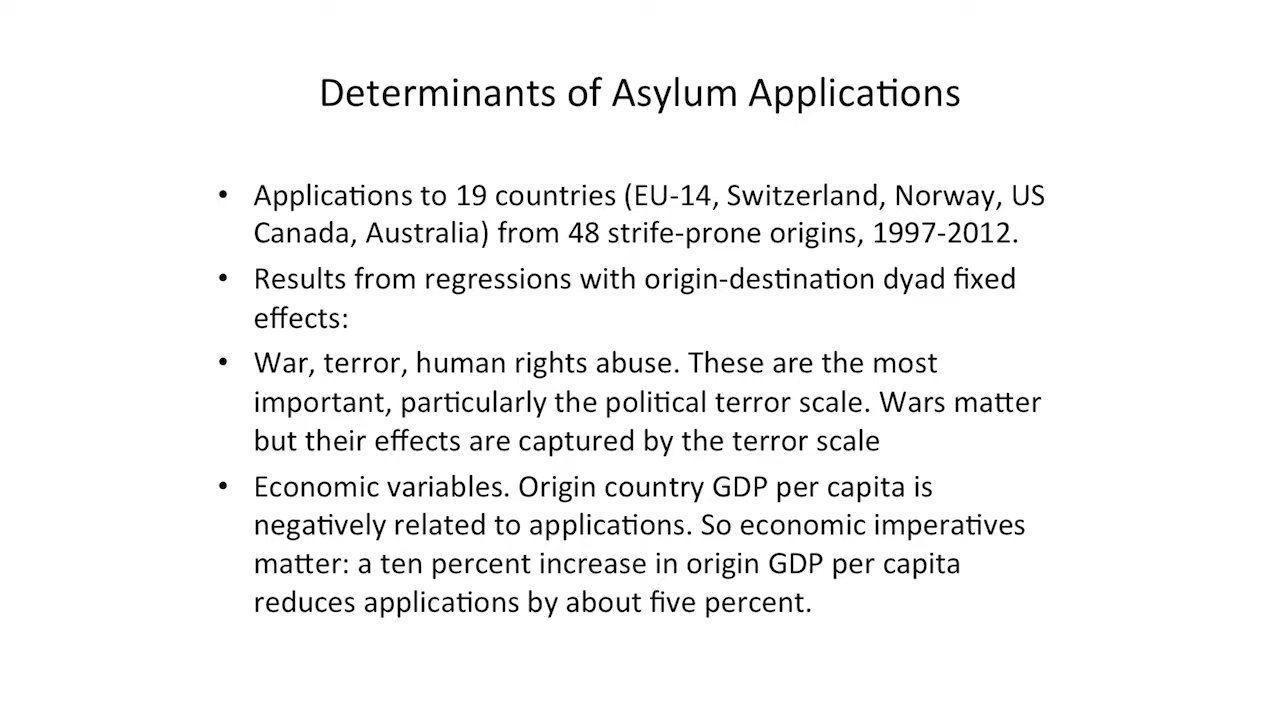 Determinants of Asylum Applications
• Applications to 19 countries (EU-14, Switzerland, Norway, US
Canada, Australia) from 48 strife-prone origins, 1997-2012.
• Results from regressions with origin-destination dyad fixed
effects:
• War, terror, human rights abuse. These are the most
important, particularly the political terror scale. Wars matter
but their effects are captured by the terror scale
• Economic variables. Origin country GDP per capita is
negatively related to applications. So economic imperatives
matter: a ten percent increase in origin GDP per capita
reduces applications by about five percent.